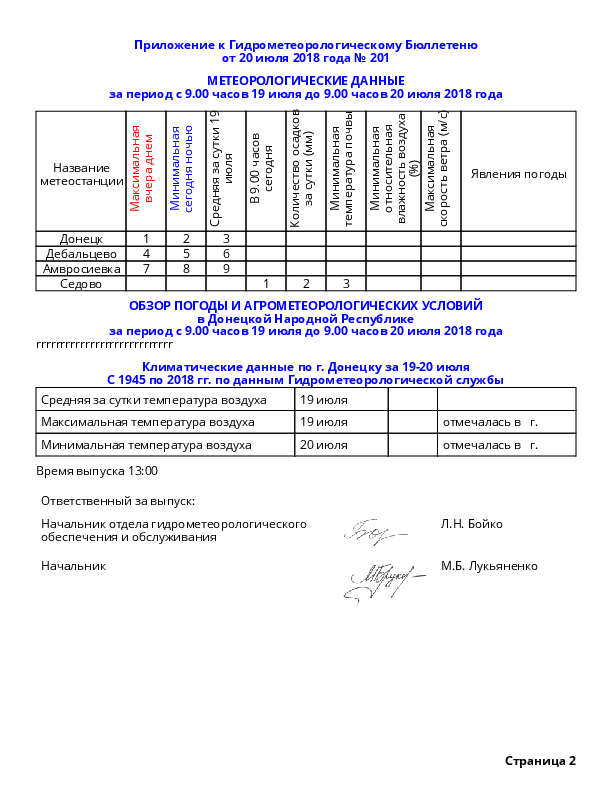 Приложение к Гидрометеорологическому Бюллетеню
от 20 июля 2018 года № 201
МЕТЕОРОЛОГИЧЕСКИЕ ДАННЫЕ
за период с 9.00 часов 19 июля до 9.00 часов 20 июля 2018 года
Название
метеостанции
Максимальная
вчера днем
Минимальная
сегодня ночью
Средняя за сутки 19
июля
В 9.00 часов
сегодня
Количество осадков
за сутки (мм)
Минимальная
температура почвы
Минимальная
относительная
влажность воздуха
(%)
Максимальная
скорость ветра (м/с)
Явления погоды
Донецк 1 2 3
Дебальцево 4 5 6
Амвросиевка 7 8 9
Седово 1 2 3
ОБЗОР ПОГОДЫ И АГРОМЕТЕОРОЛОГИЧЕСКИХ УСЛОВИЙ
в Донецкой Народной Республике
за период с 9.00 часов 19 июля до 9.00 часов 20 июля 2018 года
Климатические данные по г. Донецку за 19-20 июля
С 1945 по 2018 гг. по данным Гидрометеорологической службы
Средняя за сутки температура воздуха 19 июля
Максимальная температура воздуха 19 июля отмечалась в г.
Минимальная температура воздуха 20 июля отмечалась в г.
Время выпуска 13:00
Ответственный за выпуск:
Начальник отдела гидрометеорологического
обеспечения и обслуживания
Л.Н. Бойко
Начальник М.Б. Лукьяненко
Страница 2